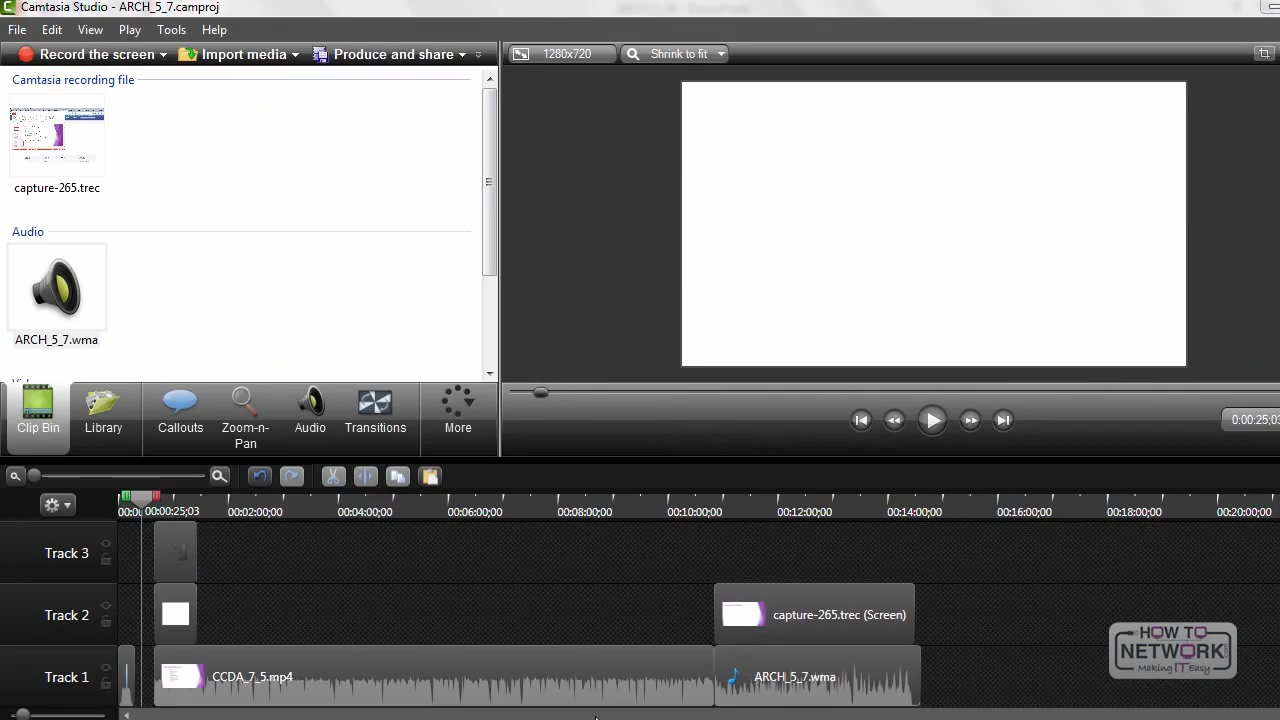 Camtasia Studio - ARCH_5_7.camproj
File Edit View Play Tools Help
Record the screen Import media Produce and share
1280x720 Shrink to fit
Camtasia recording file
capture-265.trec
Audio
ARCH_5_7.wma
Clip Bin Library Callouts Zoom-n-Pan Audio Transitions More
0:00:25;03
00:00:25;03 00:02:00;00 00:04:00;00 00:06:00;00 00:08:00;00 00:10:00;00 00:12:00;00 00:14:00;00 00:16:00;00 00:18:00;00 00:20:00;00
Track 3
Track 2 capture-265.trec (Screen)
Track 1 CCDA_7_5.mp4 ARCH_5_7.wma
HOW TO
NETWORK
Making IT Easy